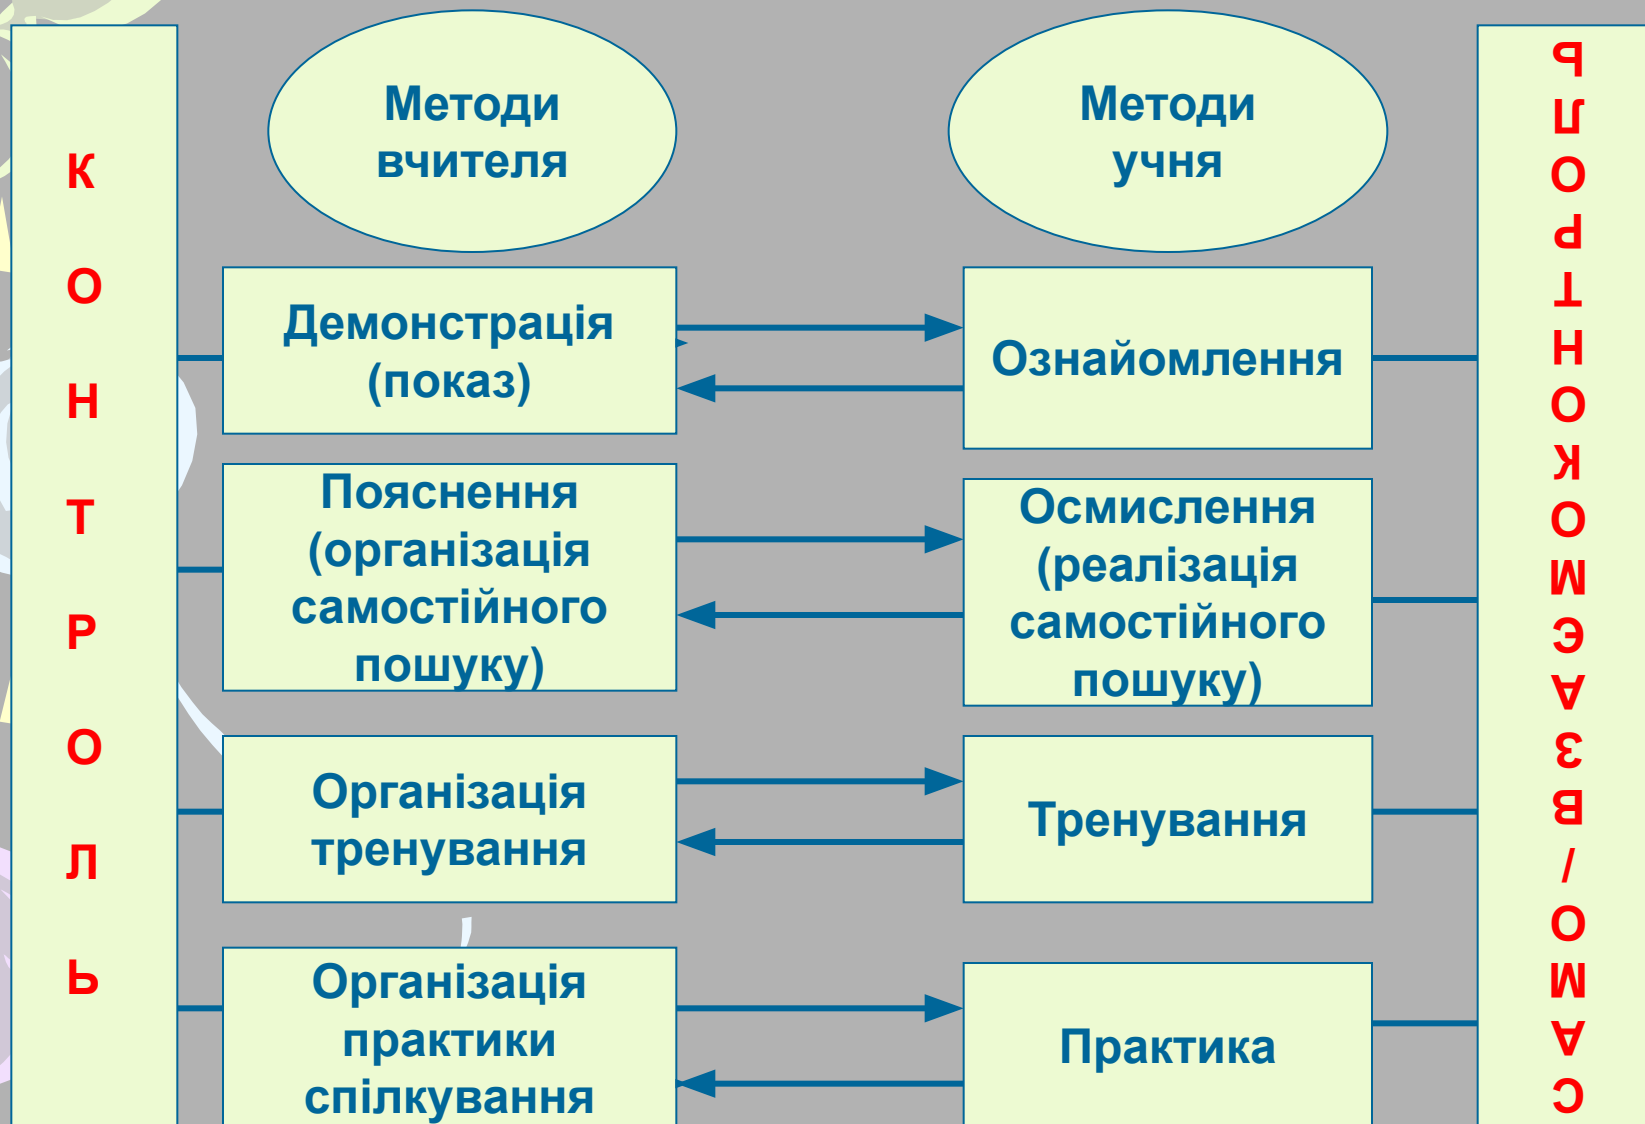 КОНТРОЛЬ
Методи
вчителя
Методи
учня
Демонстрація
(показ)
Ознайомлення
Пояснення
(організація
самостійного
пошуку)
Осмислення
(реалізація
самостійного
пошуку)
Організація
тренування
Тренування
Організація
практики
спілкування
Практика
САМО/ВЗАЄМОКОНТРОЛЬ